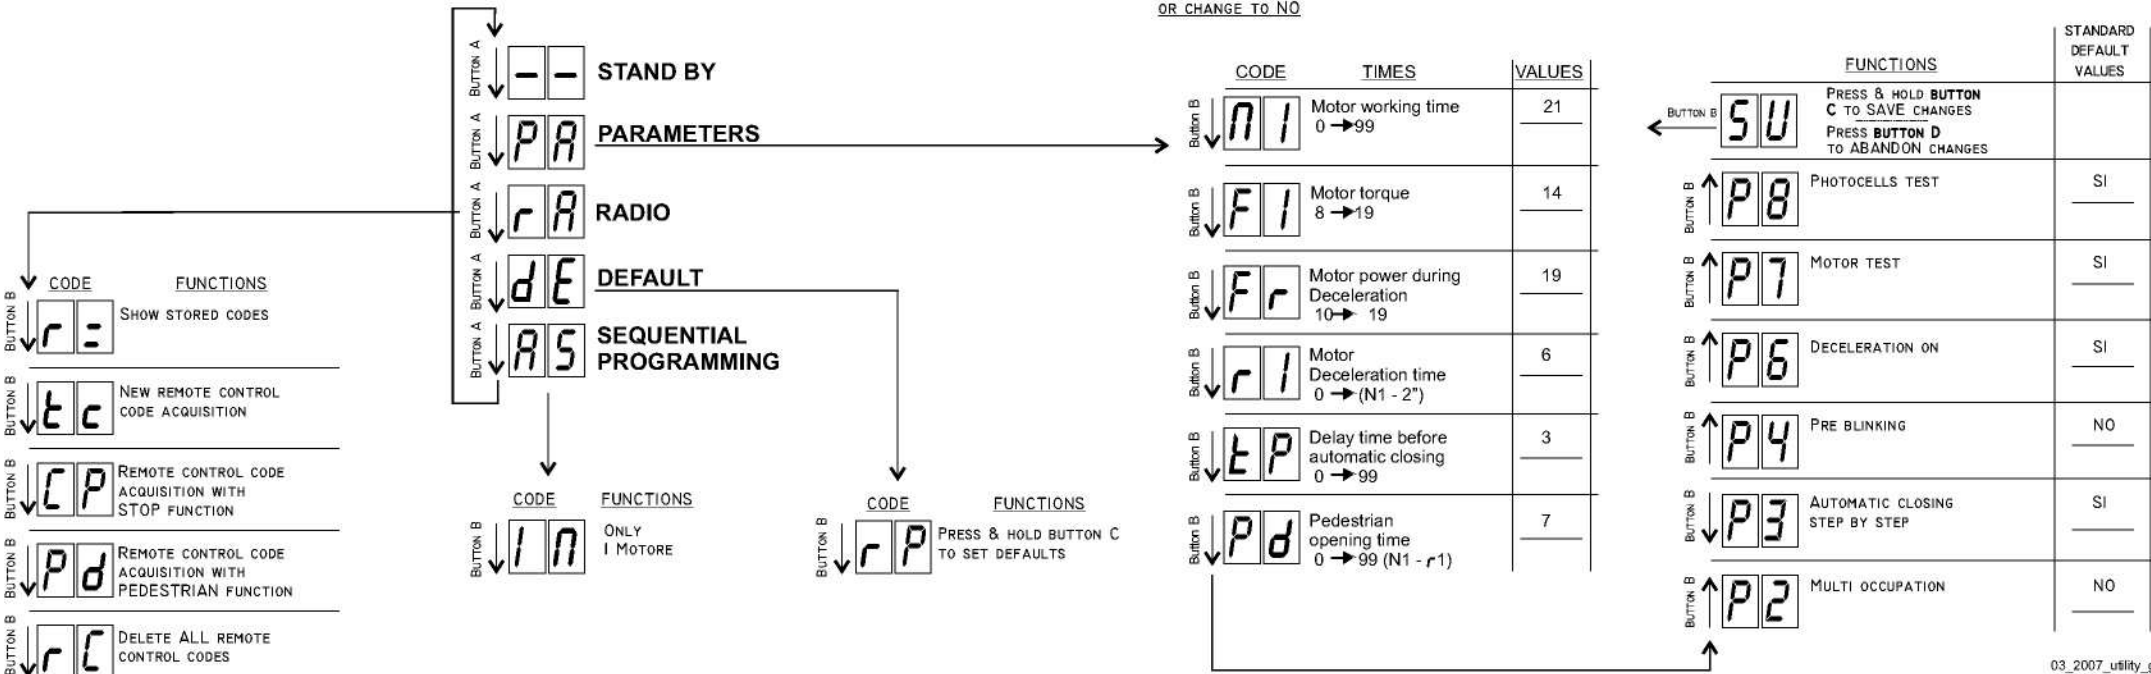 OR CHANGE TO NO
BUTTON A
-- STAND BY
BUTTON A
PA PARAMETERS
BUTTON A
rA RADIO
BUTTON A
dE DEFAULT
BUTTON A
AS SEQUENTIAL
PROGRAMMING
CODE FUNCTIONS
BUTTON B
r= SHOW STORED CODES
BUTTON B
tc NEW REMOTE CONTROL
CODE ACQUISITION
BUTTON B
CP REMOTE CONTROL CODE
ACQUISITION WITH
STOP FUNCTION
BUTTON B
Pd REMOTE CONTROL CODE
ACQUISITION WITH
PEDESTRIAN FUNCTION
BUTTON B
rC DELETE ALL REMOTE
CONTROL CODES
CODE FUNCTIONS
BUTTON B
1N ONLY
1 MOTORE
CODE FUNCTIONS
BUTTON B
rP PRESS & HOLD BUTTON C
TO SET DEFAULTS
CODE TIMES VALUES
Button B
N1 Motor working time 21
0 → 99
Button B
F1 Motor torque 14
8 → 19
Button B
Fr Motor power during 19
Deceleration
10 → 19
Button B
r1 Motor 6
Deceleration time
0 → (N1 - 2")
Button B
tP Delay time before 3
automatic closing
0 → 99
Button B
Pd Pedestrian 7
opening time
0 → 99 (N1 - r1)
STANDARD
DEFAULT
VALUES
FUNCTIONS
BUTTON B
SU PRESS & HOLD BUTTON
C TO SAVE CHANGES
PRESS BUTTON D
TO ABANDON CHANGES
BUTTON B
P8 PHOTOCELLS TEST SI
BUTTON B
P7 MOTOR TEST SI
BUTTON B
P6 DECELERATION ON SI
BUTTON B
P4 PRE BLINKING NO
BUTTON B
P3 AUTOMATIC CLOSING SI
STEP BY STEP
BUTTON B
P2 MULTI OCCUPATION NO
03_2007_utility_